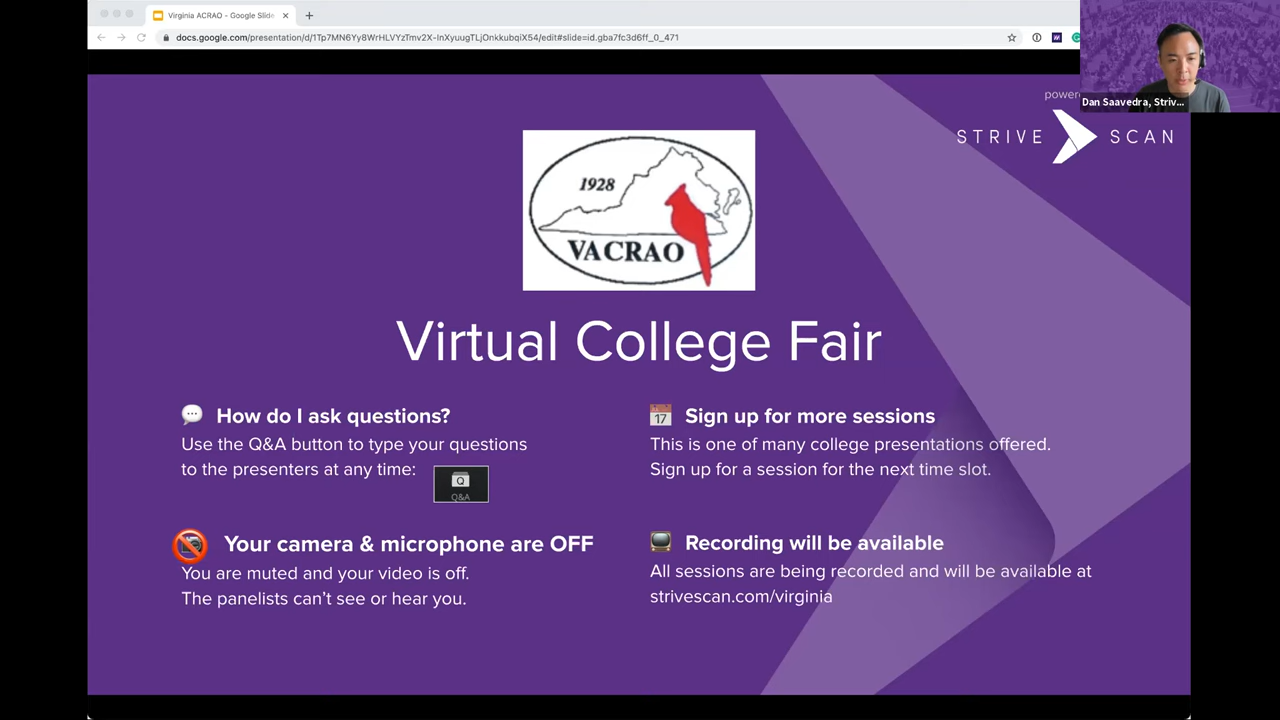 Virginia ACRAO - Google Slide
docs.google.com/presentation/d/1Tp7MN6Yy8WrHLVYzTmv2X-InXyuugTLjOnkkubqiX54/edit#slide=id.gba7fc3d6ff_0_471
Dan Saavedra, Striv...
power
STRIVE SCAN
1928
VACRAO
Virtual College Fair
How do I ask questions?
Use the Q&A button to type your questions
to the presenters at any time:
Q
Q&A
17
Sign up for more sessions
This is one of many college presentations offered.
Sign up for a session for the next time slot.
Your camera & microphone are OFF
You are muted and your video is off.
The panelists can't see or hear you.
Recording will be available
All sessions are being recorded and will be available at
strivescan.com/virginia